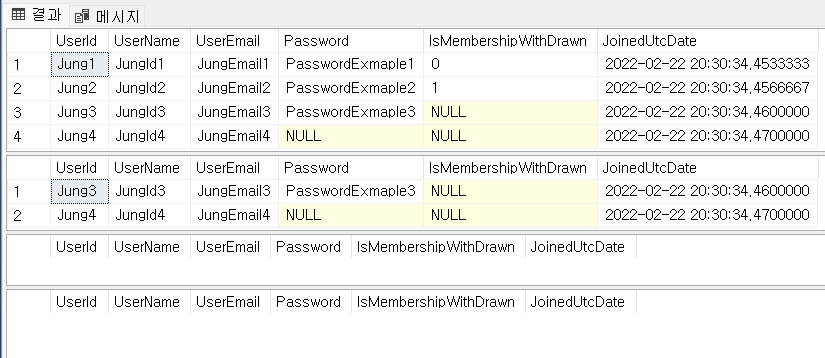 결과 메시지
UserId UserName UserEmail Password IsMembershipWithDrawn JoinedUtcDate
1 Jung1 JungId1 JungEmail1 PasswordExmaple1 0 2022-02-22 20:30:34.4533333
2 Jung2 JungId2 JungEmail2 PasswordExmaple2 1 2022-02-22 20:30:34.4566667
3 Jung3 JungId3 JungEmail3 PasswordExmaple3 NULL 2022-02-22 20:30:34.4600000
4 Jung4 JungId4 JungEmail4 NULL NULL 2022-02-22 20:30:34.4700000
UserId UserName UserEmail Password IsMembershipWithDrawn JoinedUtcDate
1 Jung3 JungId3 JungEmail3 PasswordExmaple3 NULL 2022-02-22 20:30:34.4600000
2 Jung4 JungId4 JungEmail4 NULL NULL 2022-02-22 20:30:34.4700000
UserId UserName UserEmail Password IsMembershipWithDrawn JoinedUtcDate
UserId UserName UserEmail Password IsMembershipWithDrawn JoinedUtcDate